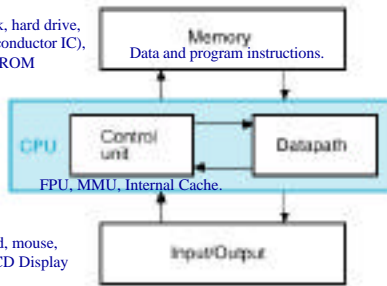 k, hard drive,
conductor IC),
ROM
Memory
Data and program instructions.
CPU
Control
unit
Datapath
FPU, MMU, Internal Cache.
d, mouse,
CD Display
Input/Output